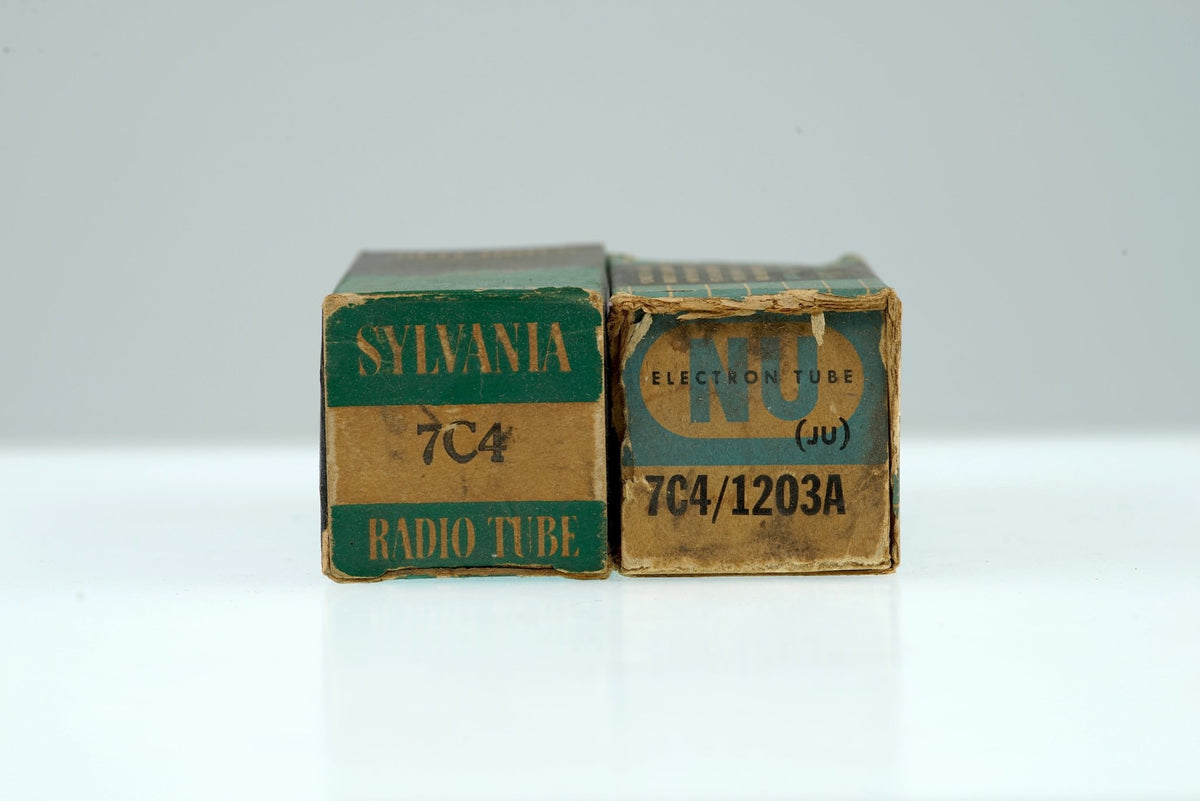 SYLVANIA
7C4
RADIO TUBE
NU
ELECTRON TUBE
(JU)
7C4/1203A